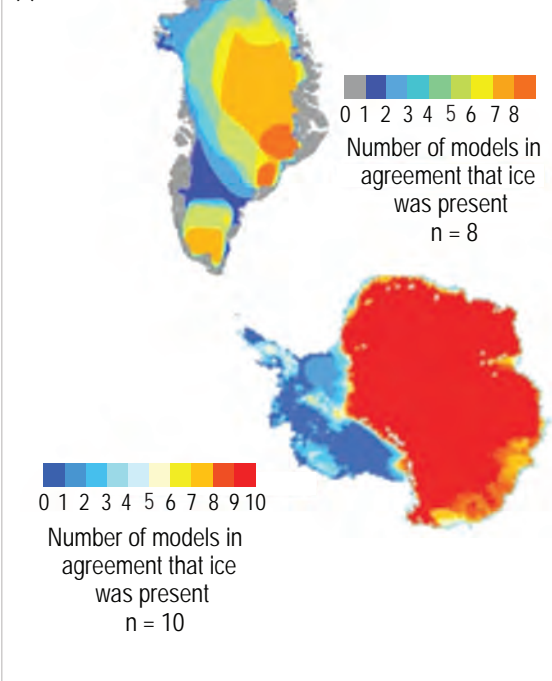 0 1 2 3 4 5 6 7 8
Number of models in
agreement that ice
was present
n = 8
0 1 2 3 4 5 6 7 8 9 10
Number of models in
agreement that ice
was present
n = 10